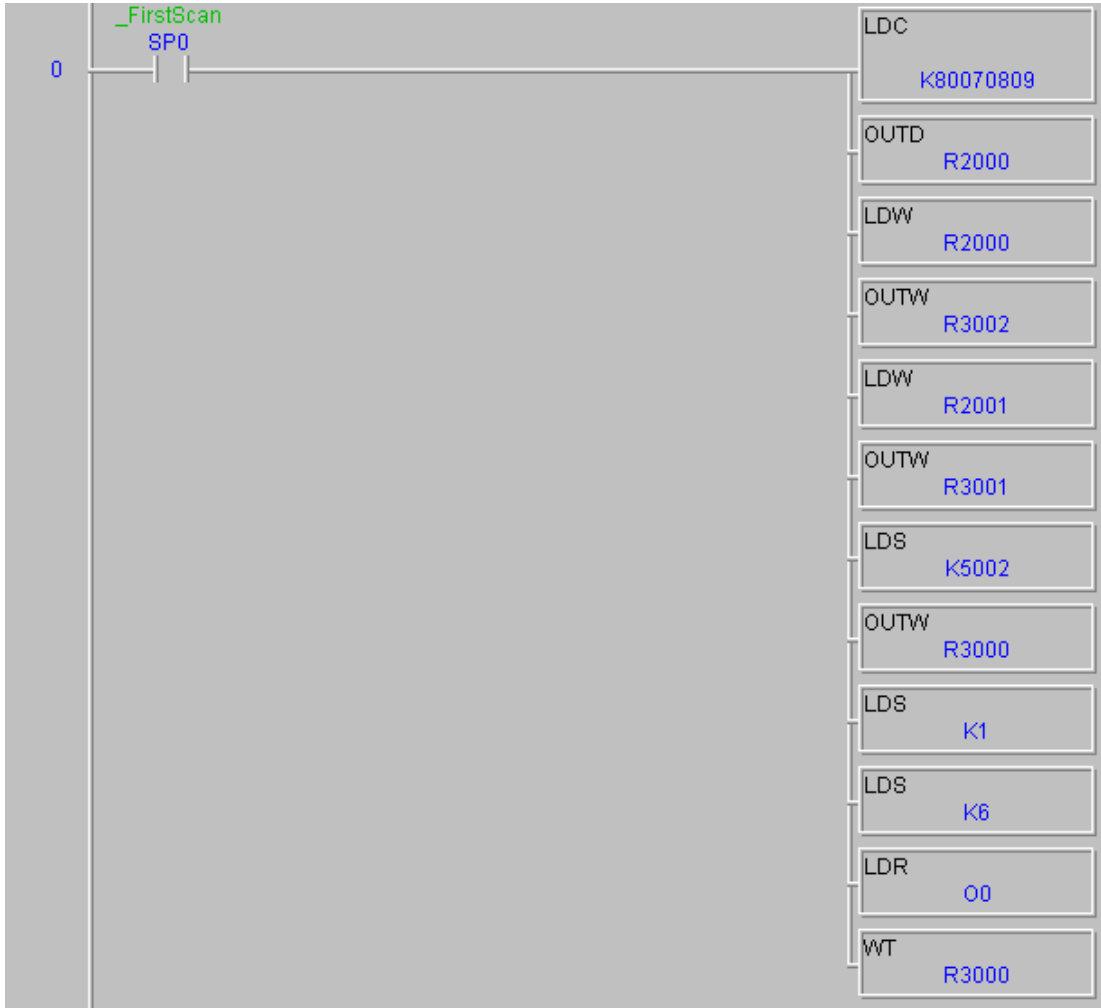 _FirstScan
SP0
0
LDC
K80070809
OUTD
R2000
LDW
R2000
OUTW
R3002
LDW
R2001
OUTW
R3001
LDS
K5002
OUTW
R3000
LDS
K1
LDS
K6
LDR
O0
WT
R3000